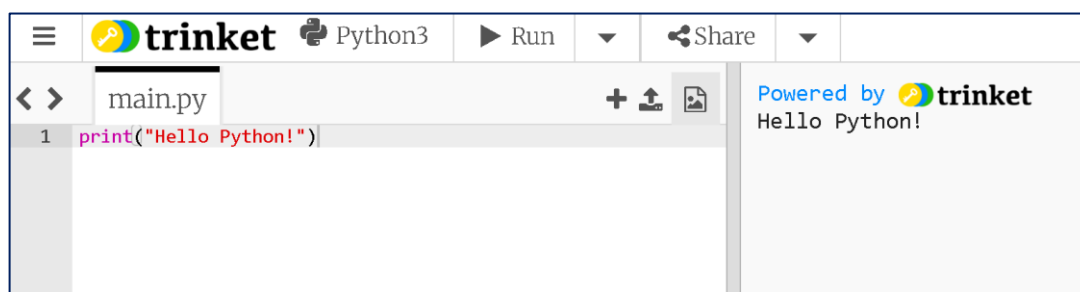 trinket Python3 Run Share
main.py
1 print("Hello Python!")
Powered by trinket
Hello Python!